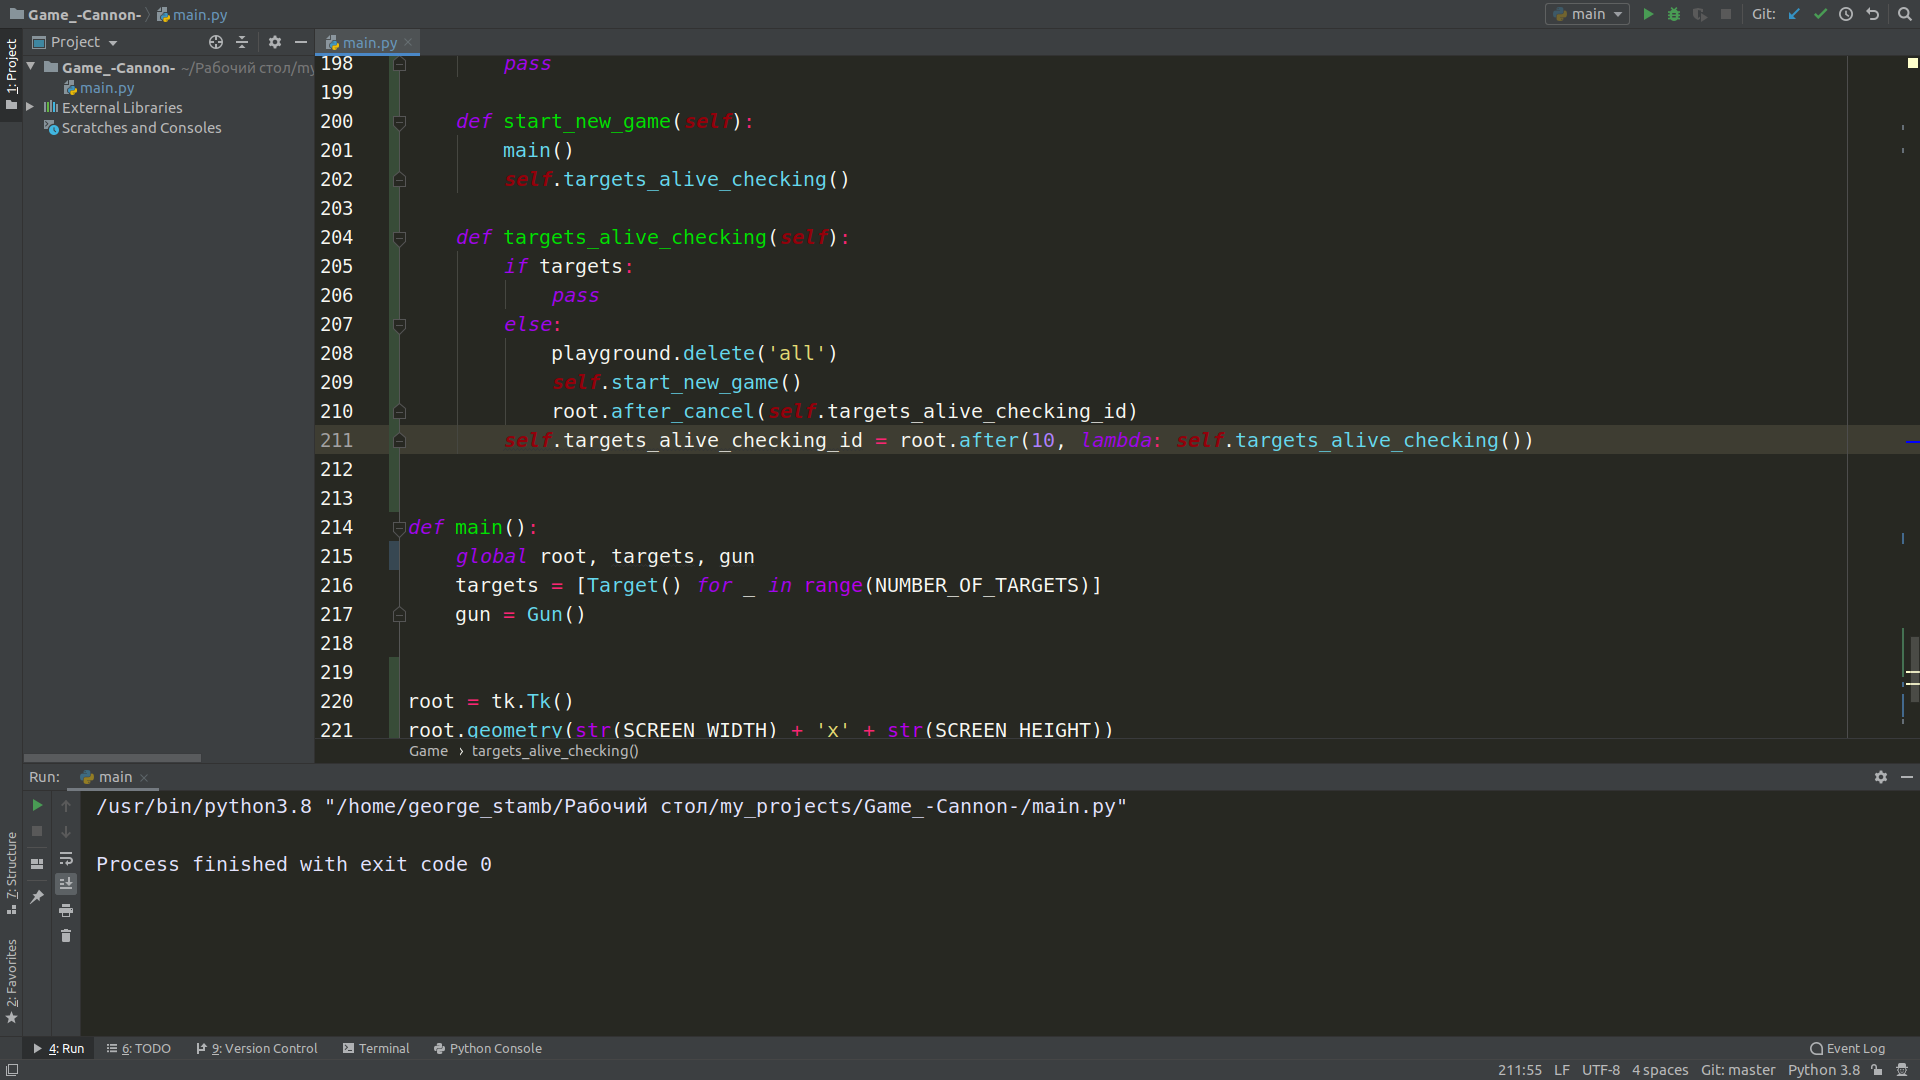 Game_-Cannon- main.py
main Git:
1: Project
Project
main.py
Game_-Cannon- ~/Рабочий стол/my
main.py
External Libraries
Scratches and Consoles
198 pass
199
200 def start_new_game(self):
201 main()
202 self.targets_alive_checking()
203
204 def targets_alive_checking(self):
205 if targets:
206 pass
207 else:
208 playground.delete('all')
209 self.start_new_game()
210 root.after_cancel(self.targets_alive_checking_id)
211 self.targets_alive_checking_id = root.after(10, lambda: self.targets_alive_checking())
212
213
214 def main():
215 global root, targets, gun
216 targets = [Target() for _ in range(NUMBER_OF_TARGETS)]
217 gun = Gun()
218
219
220 root = tk.Tk()
221 root.geometry(str(SCREEN_WIDTH) + 'x' + str(SCREEN_HEIGHT))
Game › targets_alive_checking()
Run: main
/usr/bin/python3.8 "/home/george_stamb/Рабочий стол/my_projects/Game_-Cannon-/main.py"
Process finished with exit code 0
7: Structure
2: Favorites
4: Run 6: TODO 9: Version Control Terminal Python Console Event Log
211:55 LF UTF-8 4 spaces Git: master Python 3.8